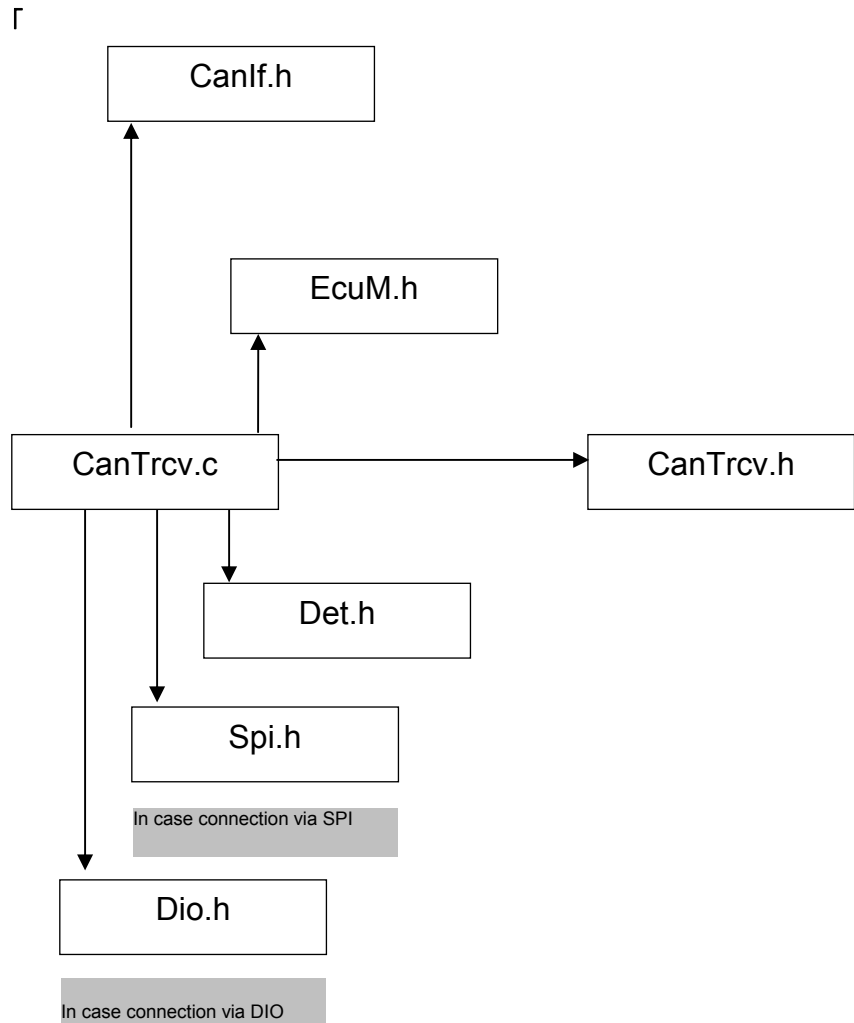 ⌈
CanIf.h
EcuM.h
CanTrcv.c
CanTrcv.h
Det.h
Spi.h
In case connection via SPI
Dio.h
In case connection via DIO